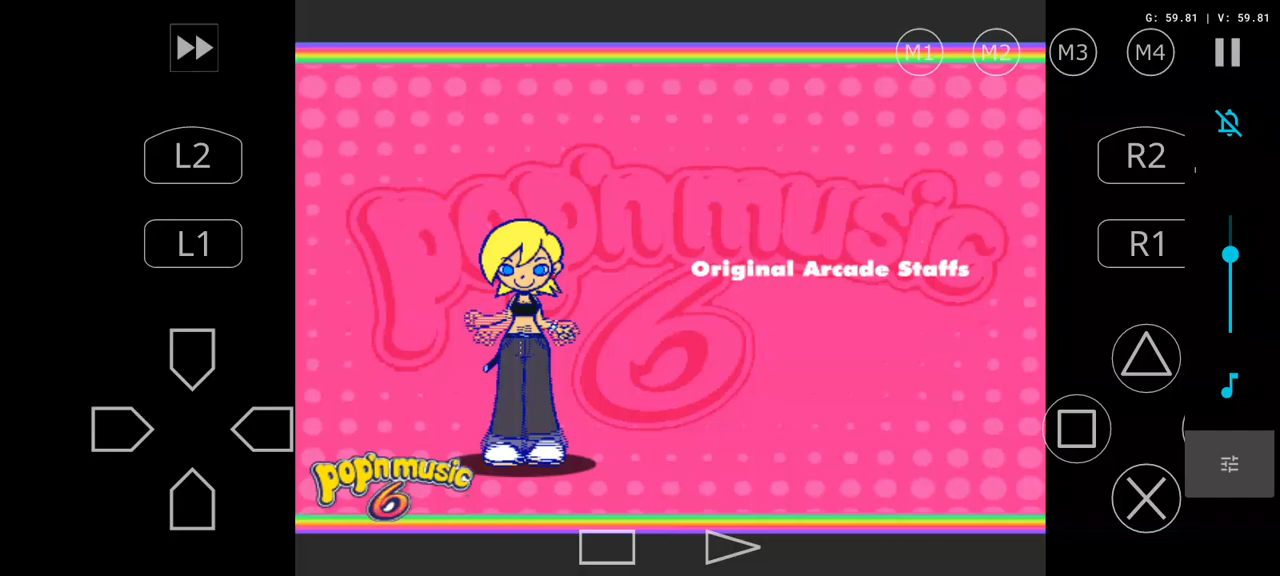 G: 59.81 | V: 59.81
M1 M2 M3 M4
L2
R2
L1
R1
pop'n music
6
Original Arcade Staffs
pop'n music
6